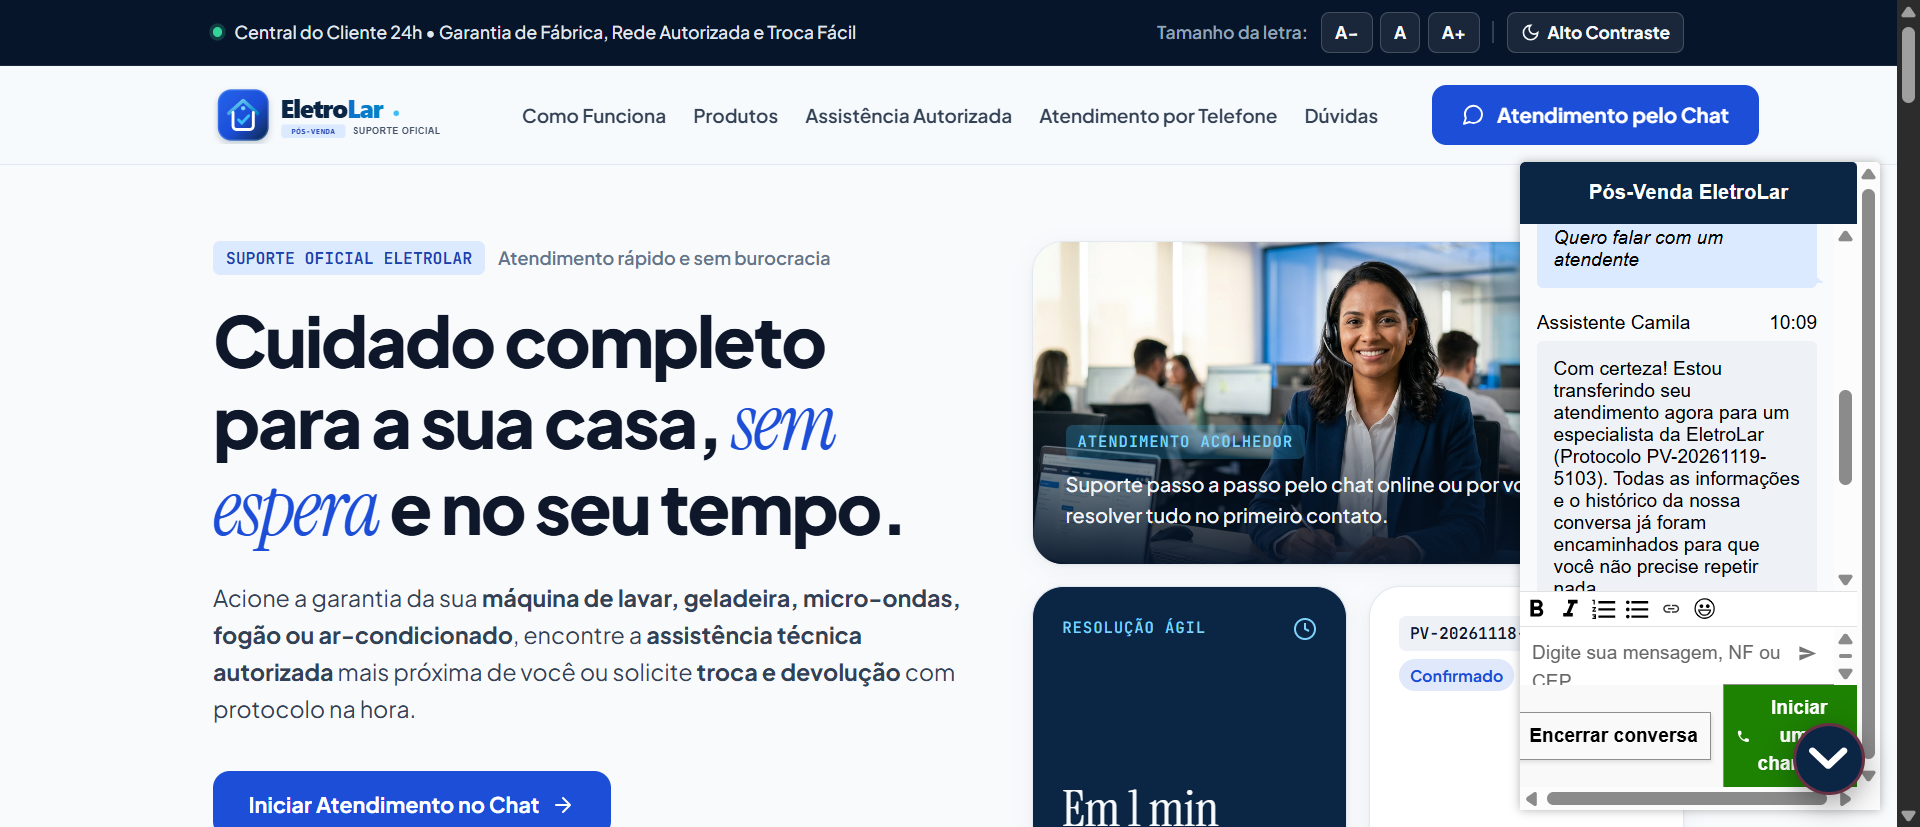 Central do Cliente 24h • Garantia de Fábrica, Rede Autorizada e Troca Fácil
Tamanho da letra:
A−
A
A+
Alto Contraste
EletroLar
PÓS-VENDA
SUPORTE OFICIAL
Como Funciona
Produtos
Assistência Autorizada
Atendimento por Telefone
Dúvidas
Atendimento pelo Chat
SUPORTE OFICIAL ELETROLAR
Atendimento rápido e sem burocracia
Cuidado completo
para a sua casa, sem
espera e no seu tempo.
Acione a garantia da sua máquina de lavar, geladeira, micro-ondas,
fogão ou ar-condicionado, encontre a assistência técnica
autorizada mais próxima de você ou solicite troca e devolução com
protocolo na hora.
Iniciar Atendimento no Chat
ATENDIMENTO ACOLHEDOR
Suporte passo a passo pelo chat online ou por vo
resolver tudo no primeiro contato.
RESOLUÇÃO ÁGIL
Em 1 min
PV-20261118-
Confirmado
Pós-Venda EletroLar
Quero falar com um
atendente
Assistente Camila
10:09
Com certeza! Estou
transferindo seu
atendimento agora para um
especialista da EletroLar
(Protocolo PV-20261119-
5103). Todas as informações
e o histórico da nossa
conversa já foram
encaminhados para que
você não precise repetir
nada
Digite sua mensagem, NF ou
CEP
Encerrar conversa
Iniciar
um
cha